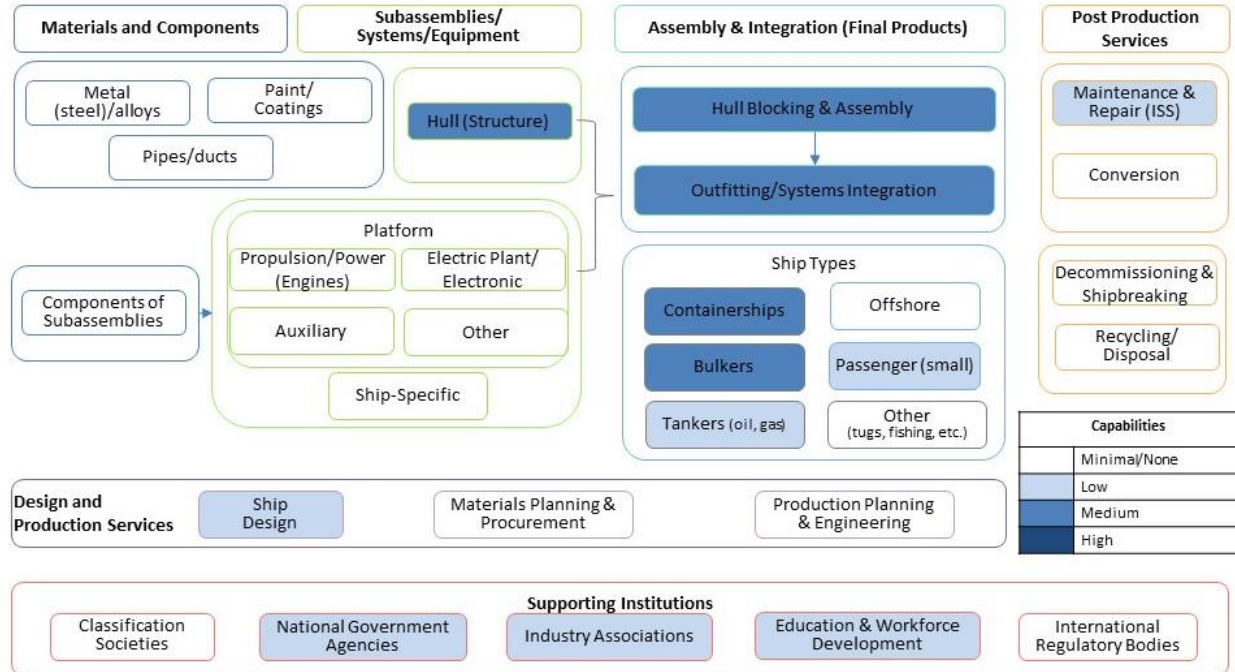 Materials and Components
Subassemblies/
Systems/Equipment
Assembly & Integration (Final Products)
Post Production
Services
Metal
(steel)/alloys
Paint/
Coatings
Pipes/ducts
Hull (Structure)
Hull Blocking & Assembly
Outfitting/Systems Integration
Maintenance &
Repair (ISS)
Conversion
Components of
Subassemblies
Platform
Propulsion/Power
(Engines)
Electric Plant/
Electronic
Auxiliary
Other
Ship-Specific
Ship Types
Containerships
Offshore
Bulkers
Passenger (small)
Tankers (oil, gas)
Other
(tugs, fishing, etc.)
Decommissioning &
Shipbreaking
Recycling/
Disposal
Capabilities
Minimal/None
Low
Medium
High
Design and
Production Services
Ship
Design
Materials Planning &
Procurement
Production Planning
& Engineering
Supporting Institutions
Classification
Societies
National Government
Agencies
Industry Associations
Education & Workforce
Development
International
Regulatory Bodies